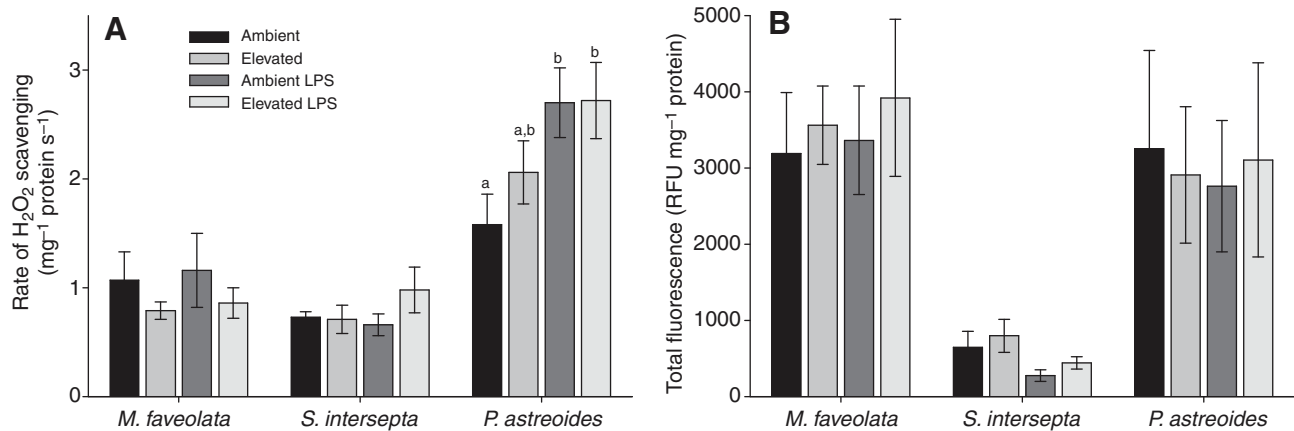 A
Ambient
Elevated
Ambient LPS
Elevated LPS
Rate of H₂O₂ scavenging
(mg⁻¹ protein s⁻¹)
3
2
1
0
a
a,b
b
b
M. faveolata
S. intersepta
P. astreoides
B
Total fluorescence (RFU mg⁻¹ protein)
5000
4000
3000
2000
1000
0
M. faveolata
S. intersepta
P. astreoides